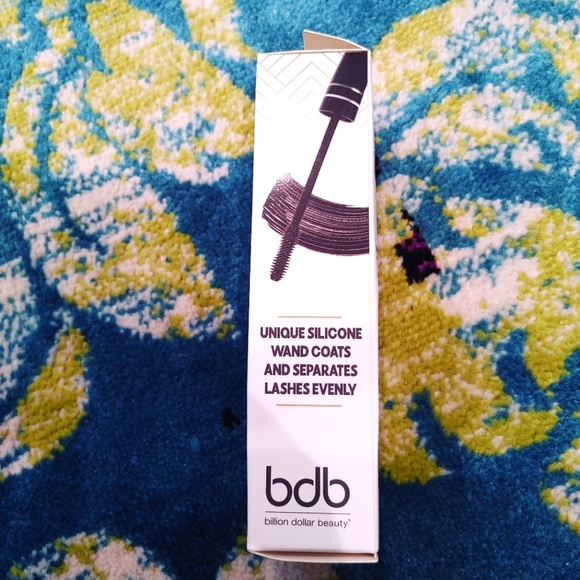 UNIQUE SILICONE
WAND COATS
AND SEPARATES
LASHES EVENLY
bdb
billion dollar beauty®